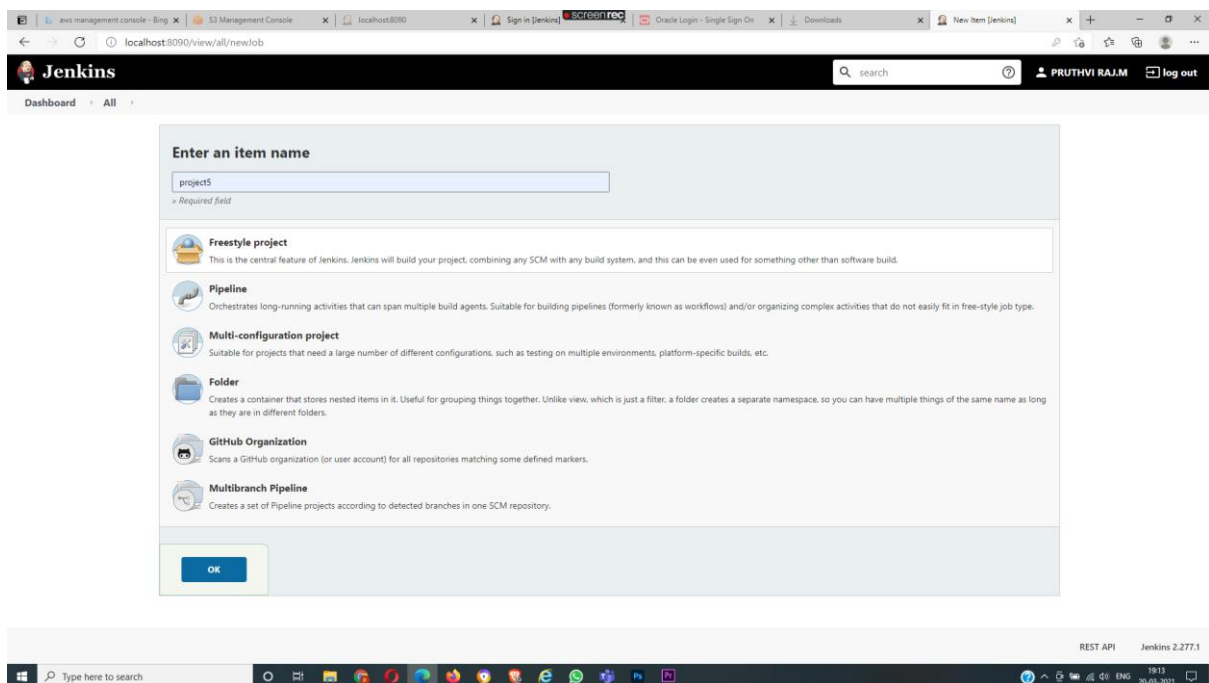 aws management console - Bing
S3 Management Console
localhost:8090
Sign in [Jenkins]
screenrec
Oracle Login - Single Sign On
Downloads
New Item [Jenkins]
localhost:8090/view/all/newJob
Jenkins
search
PRUTHVI RAJ.M
log out
Dashboard
All
Enter an item name
project5
» Required field
Freestyle project
This is the central feature of Jenkins. Jenkins will build your project, combining any SCM with any build system, and this can be even used for something other than software build.
Pipeline
Orchestrates long-running activities that can span multiple build agents. Suitable for building pipelines (formerly known as workflows) and/or organizing complex activities that do not easily fit in free-style job type.
Multi-configuration project
Suitable for projects that need a large number of different configurations, such as testing on multiple environments, platform-specific builds, etc.
Folder
Creates a container that stores nested items in it. Useful for grouping things together. Unlike view, which is just a filter, a folder creates a separate namespace, so you can have multiple things of the same name as long
as they are in different folders.
GitHub Organization
Scans a GitHub organization (or user account) for all repositories matching some defined markers.
Multibranch Pipeline
Creates a set of Pipeline projects according to detected branches in one SCM repository.
OK
REST API
Jenkins 2.277.1
Type here to search
Ps
Pr
ENG
19:13
20-03-2021